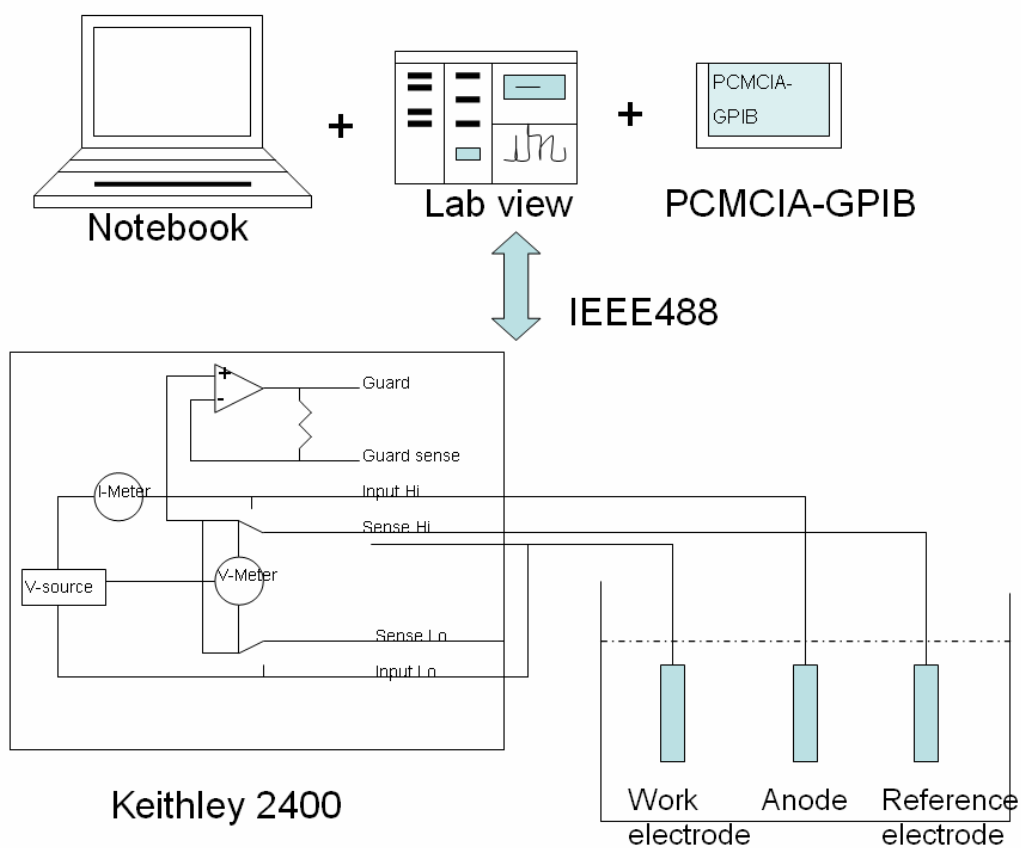 PCMCIA-
GPIB
+
+
Notebook
Lab view
PCMCIA-GPIB
IEEE488
+
-
Guard
Guard sense
I-Meter
Input Hi
Sense Hi
V-Meter
V-source
Sense Lo
Input Lo
Keithley 2400
Work
electrode
Anode
Reference
electrode